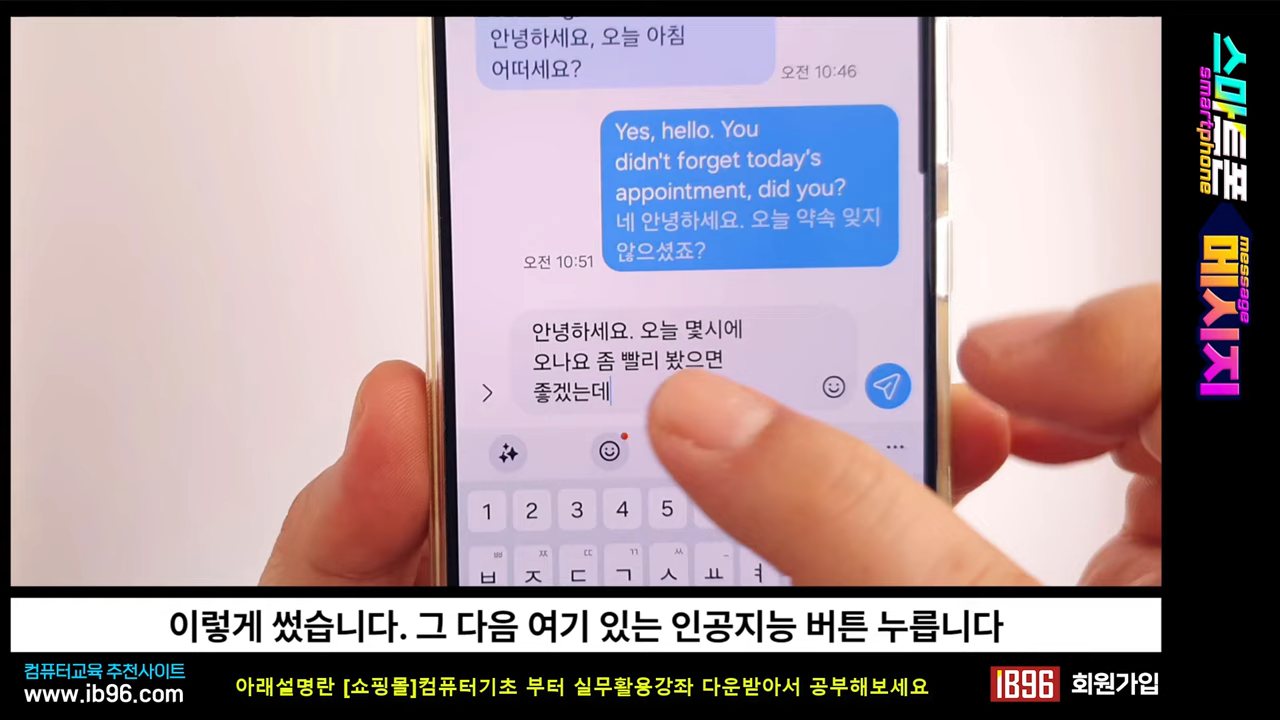 안녕하세요, 오늘 아침
어떠세요?
오전 10:46
Yes, hello. You
didn't forget today's
appointment, did you?
네 안녕하세요. 오늘 약속 잊지
않으셨죠?
오전 10:51
안녕하세요. 오늘 몇시에
오나요 좀 빨리 봤으면
좋겠는데
1 2 3 4 5
ㅃ ㅉ ㄸ ㄲ ㅆ
ㅂ ㅈ ㄷ ㄱ ㅅ ㅛ ㅕ
스마트폰
smartphone
메시지
message
이렇게 썼습니다. 그 다음 여기 있는 인공지능 버튼 누릅니다
컴퓨터교육 추천사이트
www.ib96.com
아래설명란 [쇼핑몰]컴퓨터기초 부터 실무활용강좌 다운받아서 공부해보세요
IB96 회원가입